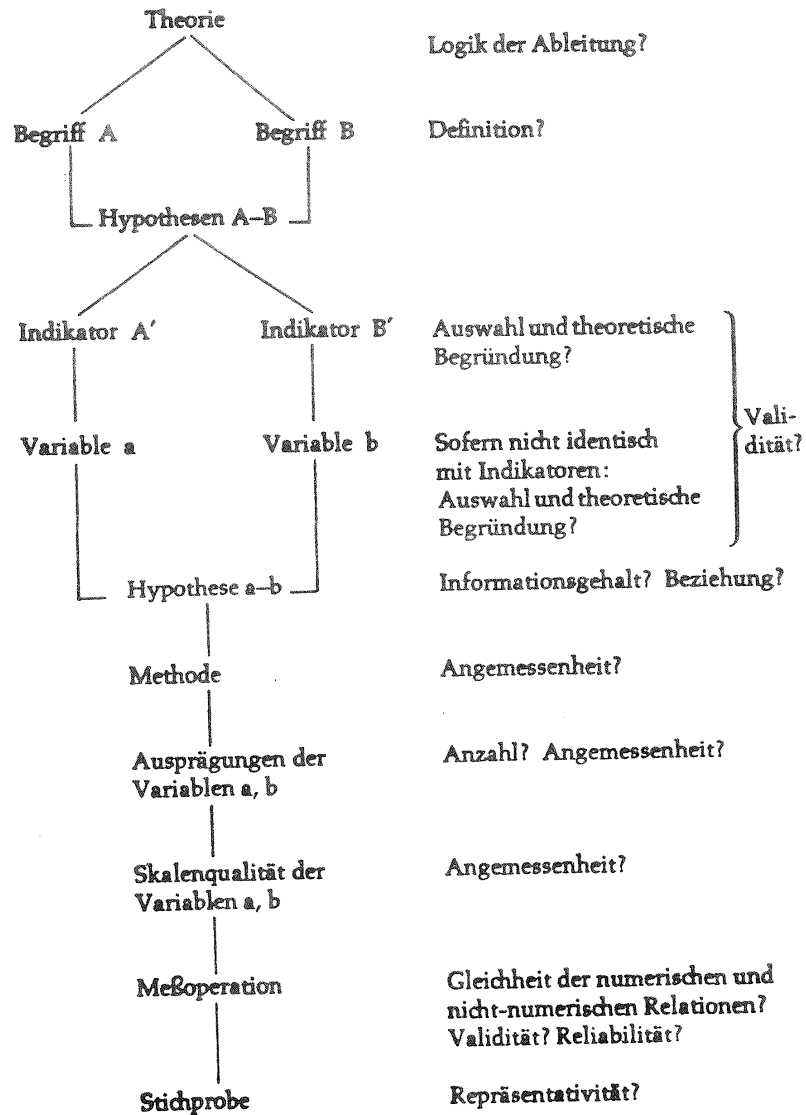 Theorie
Logik der Ableitung?
Begriff A
Begriff B
Definition?
Hypothesen A–B
Indikator A′
Indikator B′
Auswahl und theoretische
Begründung?
Variable a
Variable b
Sofern nicht identisch
mit Indikatoren:
Auswahl und theoretische
Begründung?
Vali-
dität?
Hypothese a–b
Informationsgehalt? Beziehung?
Methode
Angemessenheit?
Ausprägungen der
Variablen a, b
Anzahl? Angemessenheit?
Skalenqualität der
Variablen a, b
Angemessenheit?
Meßoperation
Gleichheit der numerischen und
nicht-numerischen Relationen?
Validität? Reliabilität?
Stichprobe
Repräsentativität?